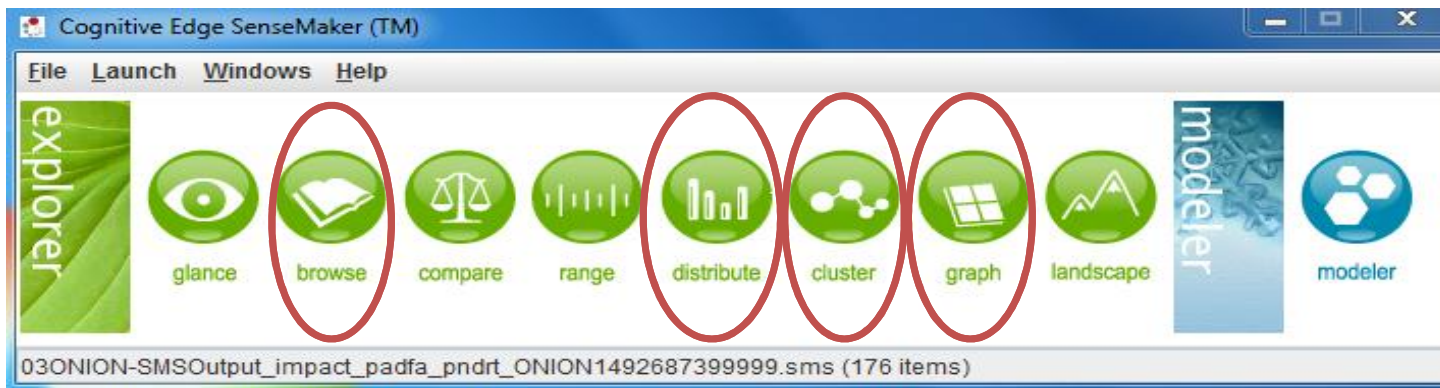 Cognitive Edge SenseMaker (TM)
File Launch Windows Help
explorer
glance browse compare range distribute cluster graph landscape
modeler
modeler
03ONION-SMSOutput_impact_padfa_pndrt_ONION1492687399999.sms (176 items)